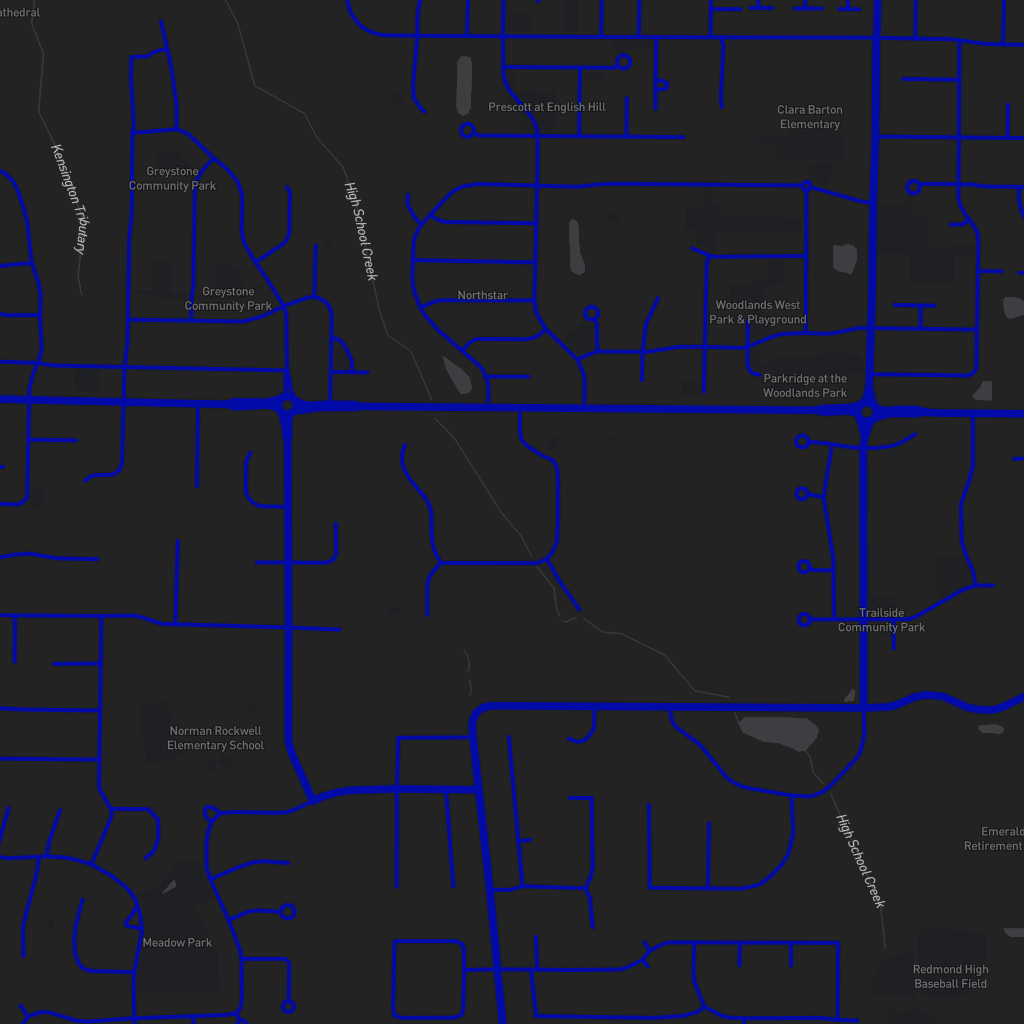 athedral
Prescott at English Hill
Clara Barton
Elementary
Kensington Tributary
Greystone
Community Park
High School Creek
Greystone
Community Park
Northstar
Woodlands West
Park & Playground
Parkridge at the
Woodlands Park
Trailside
Community Park
Norman Rockwell
Elementary School
Emerald
Retirement
High School Creek
Meadow Park
Redmond High
Baseball Field